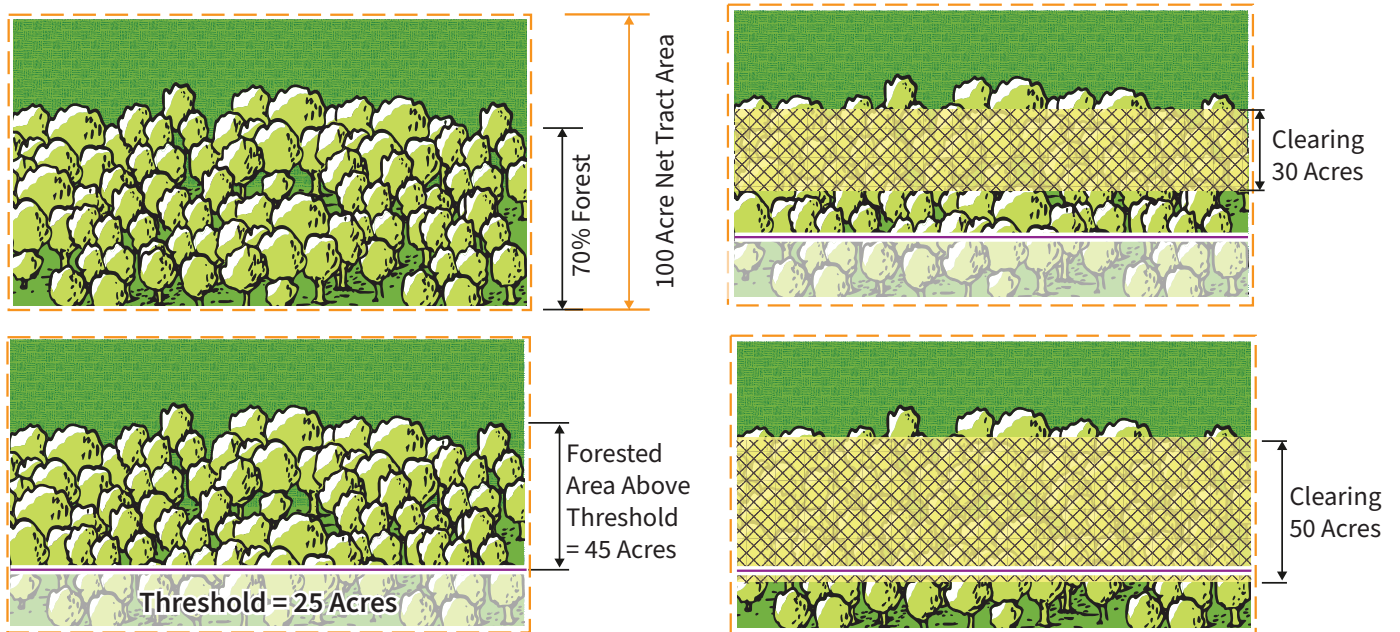 70% Forest
100 Acre Net Tract Area
Clearing
30 Acres
Forested
Area Above
Threshold
= 45 Acres
Threshold = 25 Acres
Clearing
50 Acres